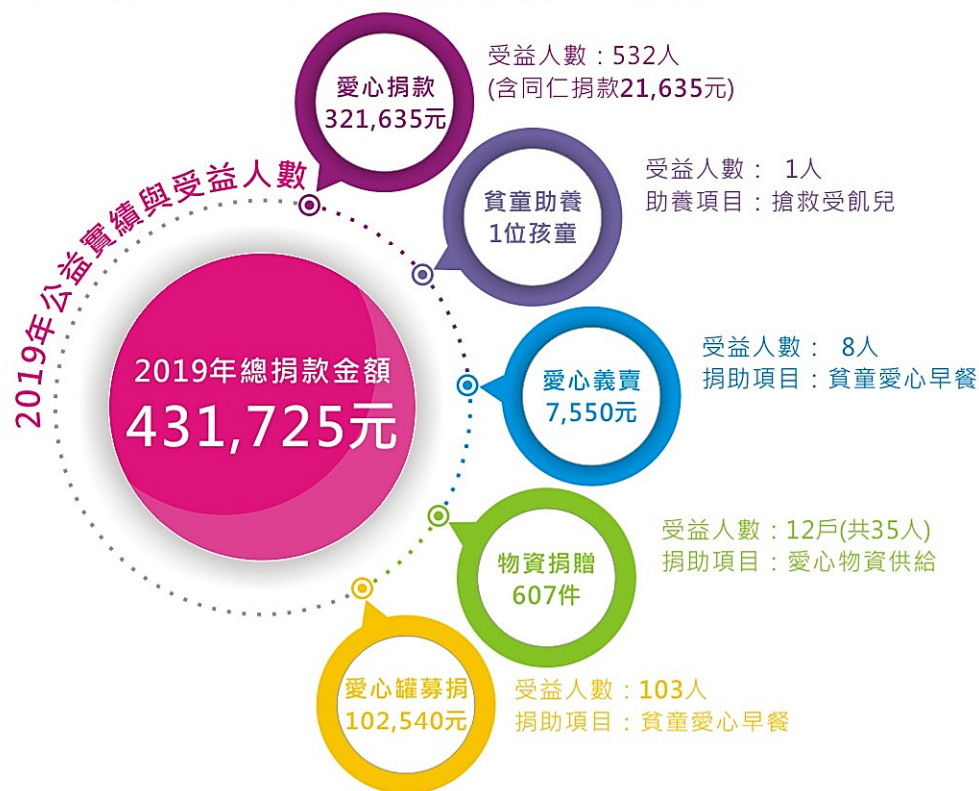 2019年公益實績與受益人數
2019年總捐款金額
431,725元
愛心捐款
321,635元
受益人數：532人
(含同仁捐款21,635元)
貧童助養
1位孩童
受益人數： 1人
助養項目：搶救受飢兒
愛心義賣
7,550元
受益人數： 8人
捐助項目：貧童愛心早餐
物資捐贈
607件
受益人數：12戶(共35人)
捐助項目：愛心物資供給
愛心罐募捐
102,540元
受益人數：103人
捐助項目：貧童愛心早餐